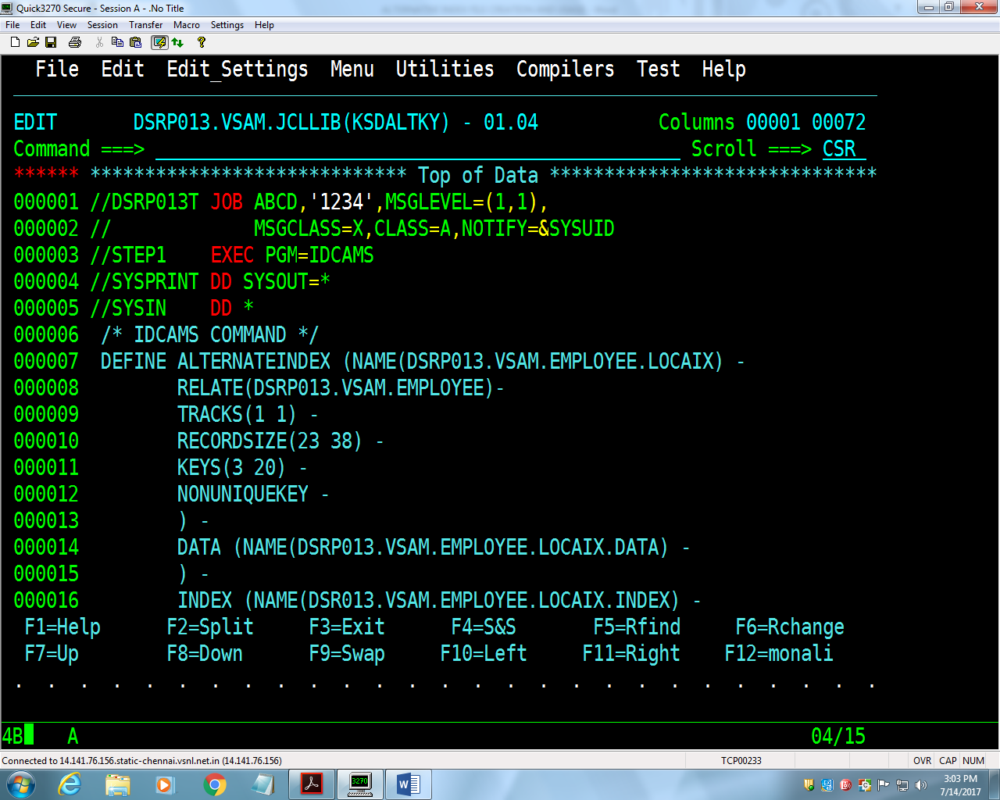 Quick3270 Secure - Session A - .No Title
File Edit View Session Transfer Macro Settings Help
File Edit Edit_Settings Menu Utilities Compilers Test Help
EDIT DSRP013.VSAM.JCLLIB(KSDALTKY) - 01.04 Columns 00001 00072
Command ===> Scroll ===> CSR
****** ***************************** Top of Data ******************************
000001 //DSRP013T JOB ABCD,'1234',MSGLEVEL=(1,1),
000002 // MSGCLASS=X,CLASS=A,NOTIFY=&SYSUID
000003 //STEP1 EXEC PGM=IDCAMS
000004 //SYSPRINT DD SYSOUT=*
000005 //SYSIN DD *
000006 /* IDCAMS COMMAND */
000007 DEFINE ALTERNATEINDEX (NAME(DSRP013.VSAM.EMPLOYEE.LOCAIX) -
000008 RELATE(DSRP013.VSAM.EMPLOYEE)-
000009 TRACKS(1 1) -
000010 RECORDSIZE(23 38) -
000011 KEYS(3 20) -
000012 NONUNIQUEKEY -
000013 ) -
000014 DATA (NAME(DSRP013.VSAM.EMPLOYEE.LOCAIX.DATA) -
000015 ) -
000016 INDEX (NAME(DSR013.VSAM.EMPLOYEE.LOCAIX.INDEX) -
F1=Help F2=Split F3=Exit F4=S&S F5=Rfind F6=Rchange
F7=Up F8=Down F9=Swap F10=Left F11=Right F12=monali
. . . . . . . . . . . . . . . . . . . . . . . . . . .
4B A 04/15
Connected to 14.141.76.156.static-chennai.vsnl.net.in (14.141.76.156) TCP00233 OVR CAP NUM
3270
3:03 PM
7/14/2017